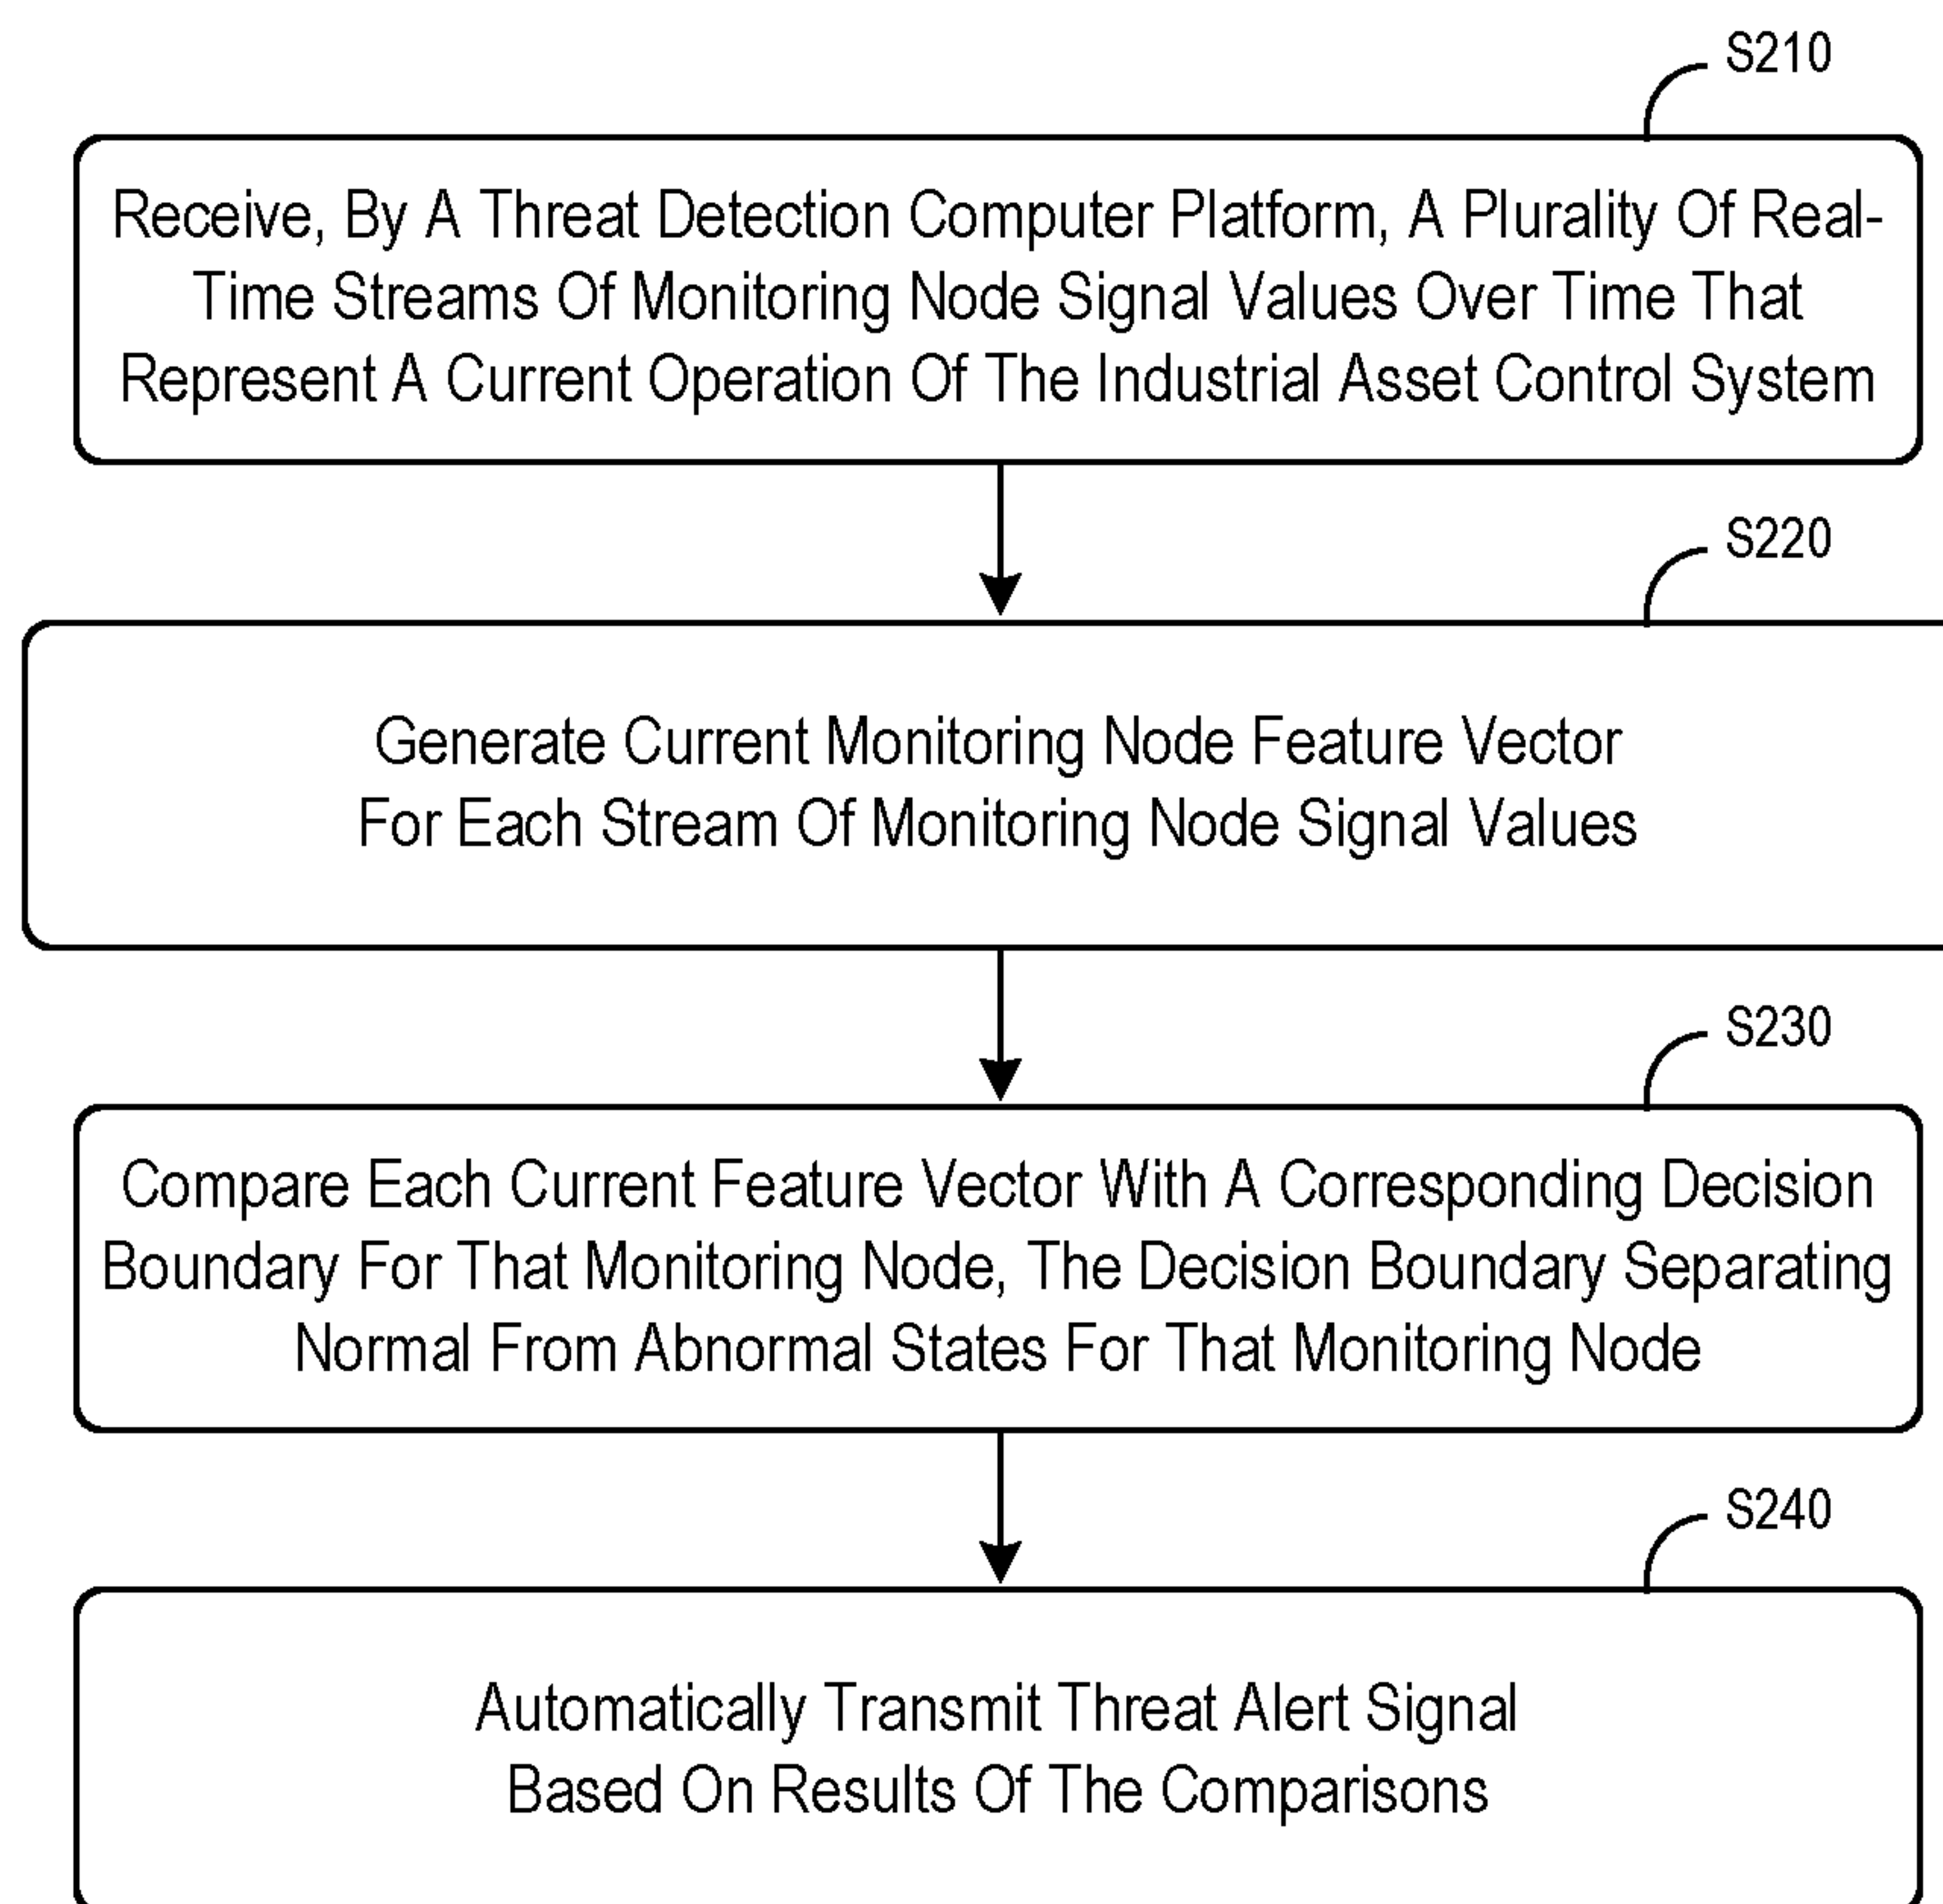 S210
Receive, By A Threat Detection Computer Platform, A Plurality Of Real-
Time Streams Of Monitoring Node Signal Values Over Time That
Represent A Current Operation Of The Industrial Asset Control System
S220
Generate Current Monitoring Node Feature Vector
For Each Stream Of Monitoring Node Signal Values
S230
Compare Each Current Feature Vector With A Corresponding Decision
Boundary For That Monitoring Node, The Decision Boundary Separating
Normal From Abnormal States For That Monitoring Node
S240
Automatically Transmit Threat Alert Signal
Based On Results Of The Comparisons